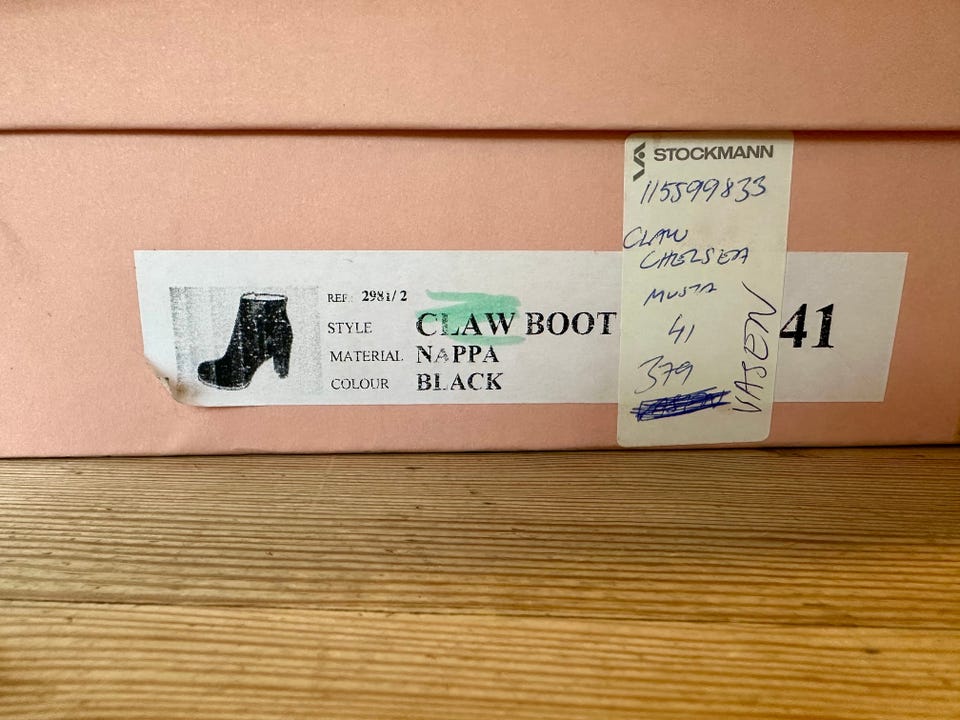 STOCKMANN
115599833
CLAW
CHELSEA
MUSTA
41
379
VASEN
REF: 2981/2
STYLE CLAW BOOT
MATERIAL NAPPA
COLOUR BLACK
41